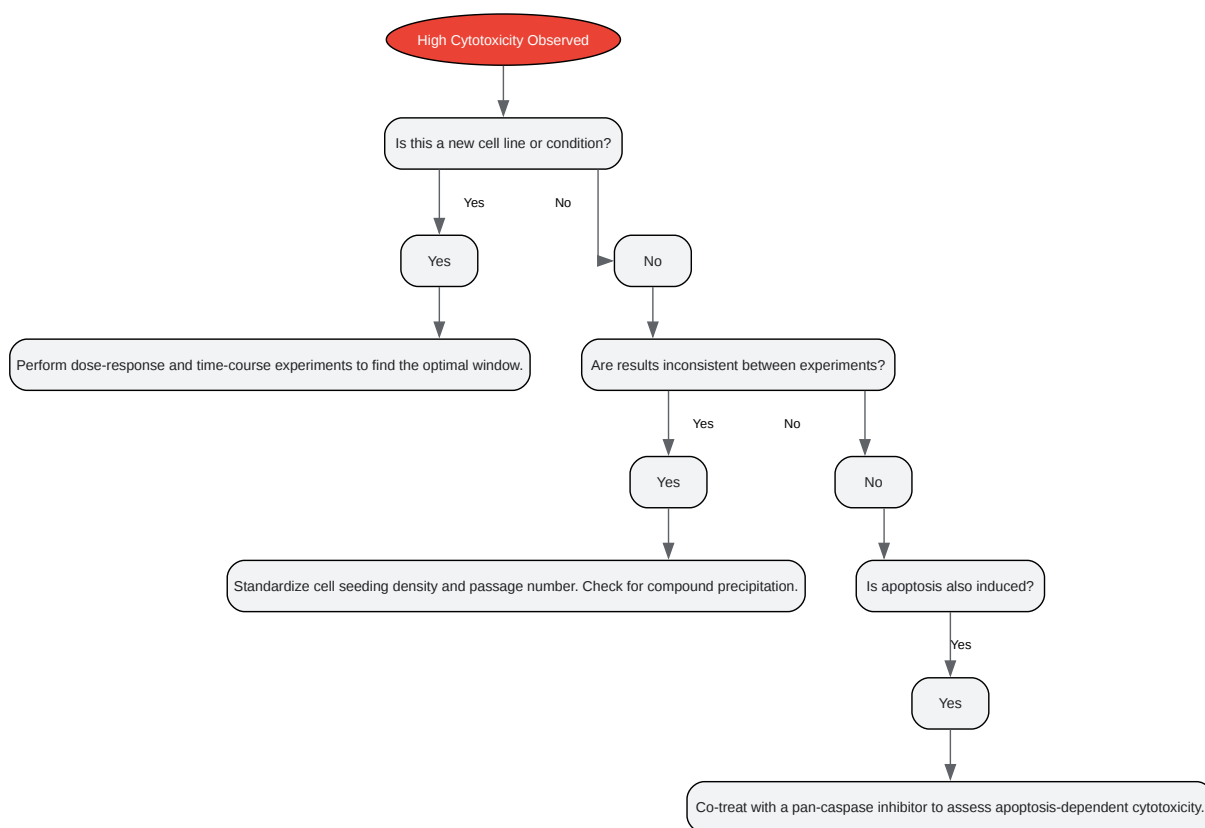 High Cytotoxicity Observed
Is this a new cell line or condition?
Yes
No
Yes
No
Perform dose-response and time-course experiments to find the optimal window.
Are results inconsistent between experiments?
Yes
No
Yes
No
Standardize cell seeding density and passage number. Check for compound precipitation.
Is apoptosis also induced?
Yes
Yes
Co-treat with a pan-caspase inhibitor to assess apoptosis-dependent cytotoxicity.